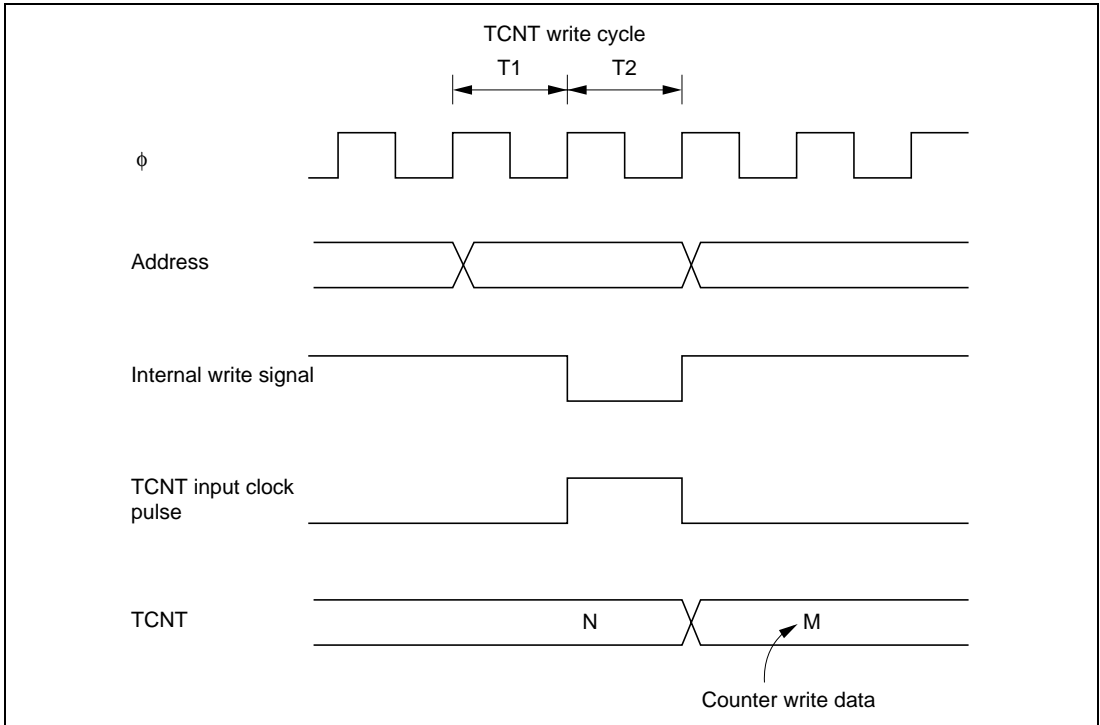 TCNT write cycle
T1 T2
ϕ
Address
Internal write signal
TCNT input clock
pulse
TCNT N M
Counter write data